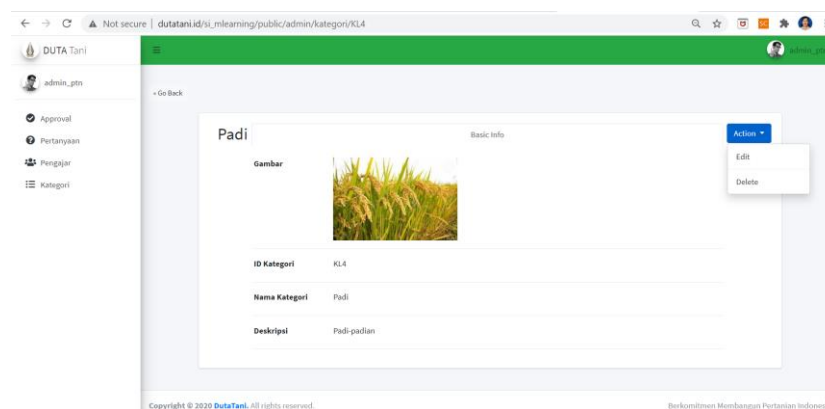 Not secure | dutatani.id/si_mlearning/public/admin/kategori/KL4
DUTA Tani
admin_ptn
admin_pt
« Go Back
Approval
Pertanyaan
Pengajar
Kategori
Padi
Basic Info
Action
Edit
Delete
Gambar
ID Kategori KL4
Nama Kategori Padi
Deskripsi Padi-padian
Copyright © 2020 DutaTani. All rights reserved.
Berkomitmen Membangun Pertanian Indones